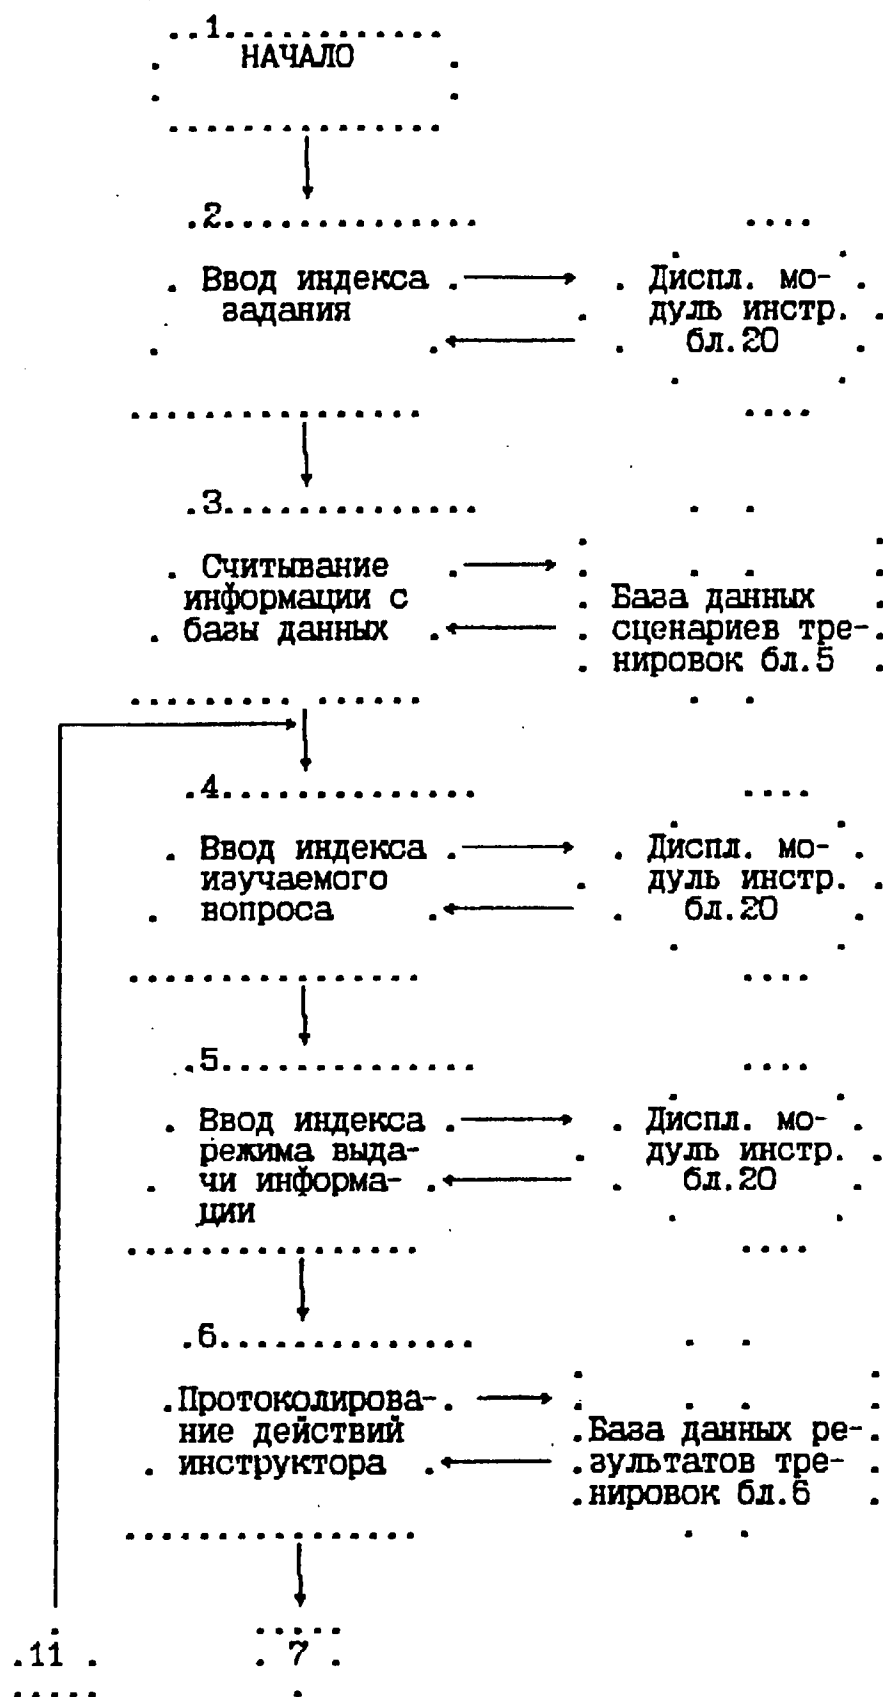 1
НАЧАЛО
2
Ввод индекса
задания
Диспл. мо-
дуль инстр.
бл.20
3
Считывание
информации с
базы данных
База данных
сценариев тре-
нировок бл.5
4
Ввод индекса
изучаемого
вопроса
Диспл. мо-
дуль инстр.
бл.20
5
Ввод индекса
режима выда-
чи информа-
ции
Диспл. мо-
дуль инстр.
бл.20
6
Протоколирова-
ние действий
инструктора
База данных ре-
зультатов тре-
нировок бл.6
11
7